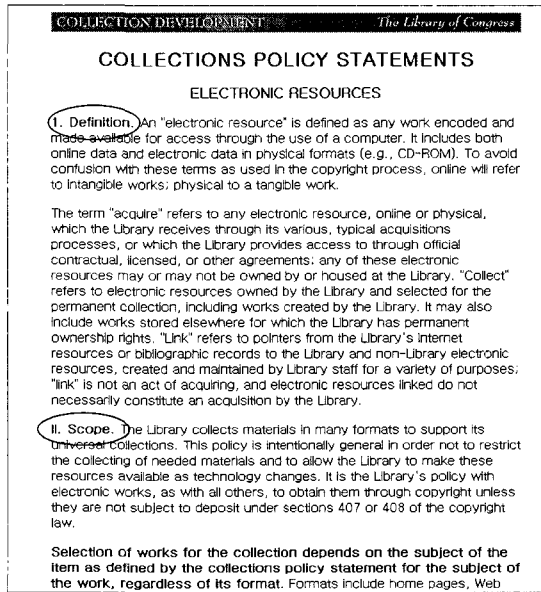 COLLECTION DEVELOPMENT The Library of Congress
COLLECTIONS POLICY STATEMENTS
ELECTRONIC RESOURCES
I. Definition. An "electronic resource" is defined as any work encoded and
made available for access through the use of a computer. It includes both
online data and electronic data in physical formats (e.g., CD-ROM). To avoid
confusion with these terms as used in the copyright process, online will refer
to intangible works; physical to a tangible work.
The term "acquire" refers to any electronic resource, online or physical,
which the Library receives through its various, typical acquisitions
processes, or which the Library provides access to through official
contractual, licensed, or other agreements; any of these electronic
resources may or may not be owned by or housed at the Library. "Collect"
refers to electronic resources owned by the Library and selected for the
permanent collection, including works created by the Library. It may also
include works stored elsewhere for which the Library has permanent
ownership rights. "Link" refers to pointers from the Library's internet
resources or bibliographic records to the Library and non-Library electronic
resources, created and maintained by Library staff for a variety of purposes;
"link" is not an act of acquiring, and electronic resources linked do not
necessarily constitute an acquisition by the Library.
II. Scope. The Library collects materials in many formats to support its
universal collections. This policy is intentionally general in order not to restrict
the collecting of needed materials and to allow the Library to make these
resources available as technology changes. It is the Library's policy with
electronic works, as with all others, to obtain them through copyright unless
they are not subject to deposit under sections 407 or 408 of the copyright
law.
Selection of works for the collection depends on the subject of the
item as defined by the collections policy statement for the subject of
the work, regardless of its format. Formats include home pages, Web